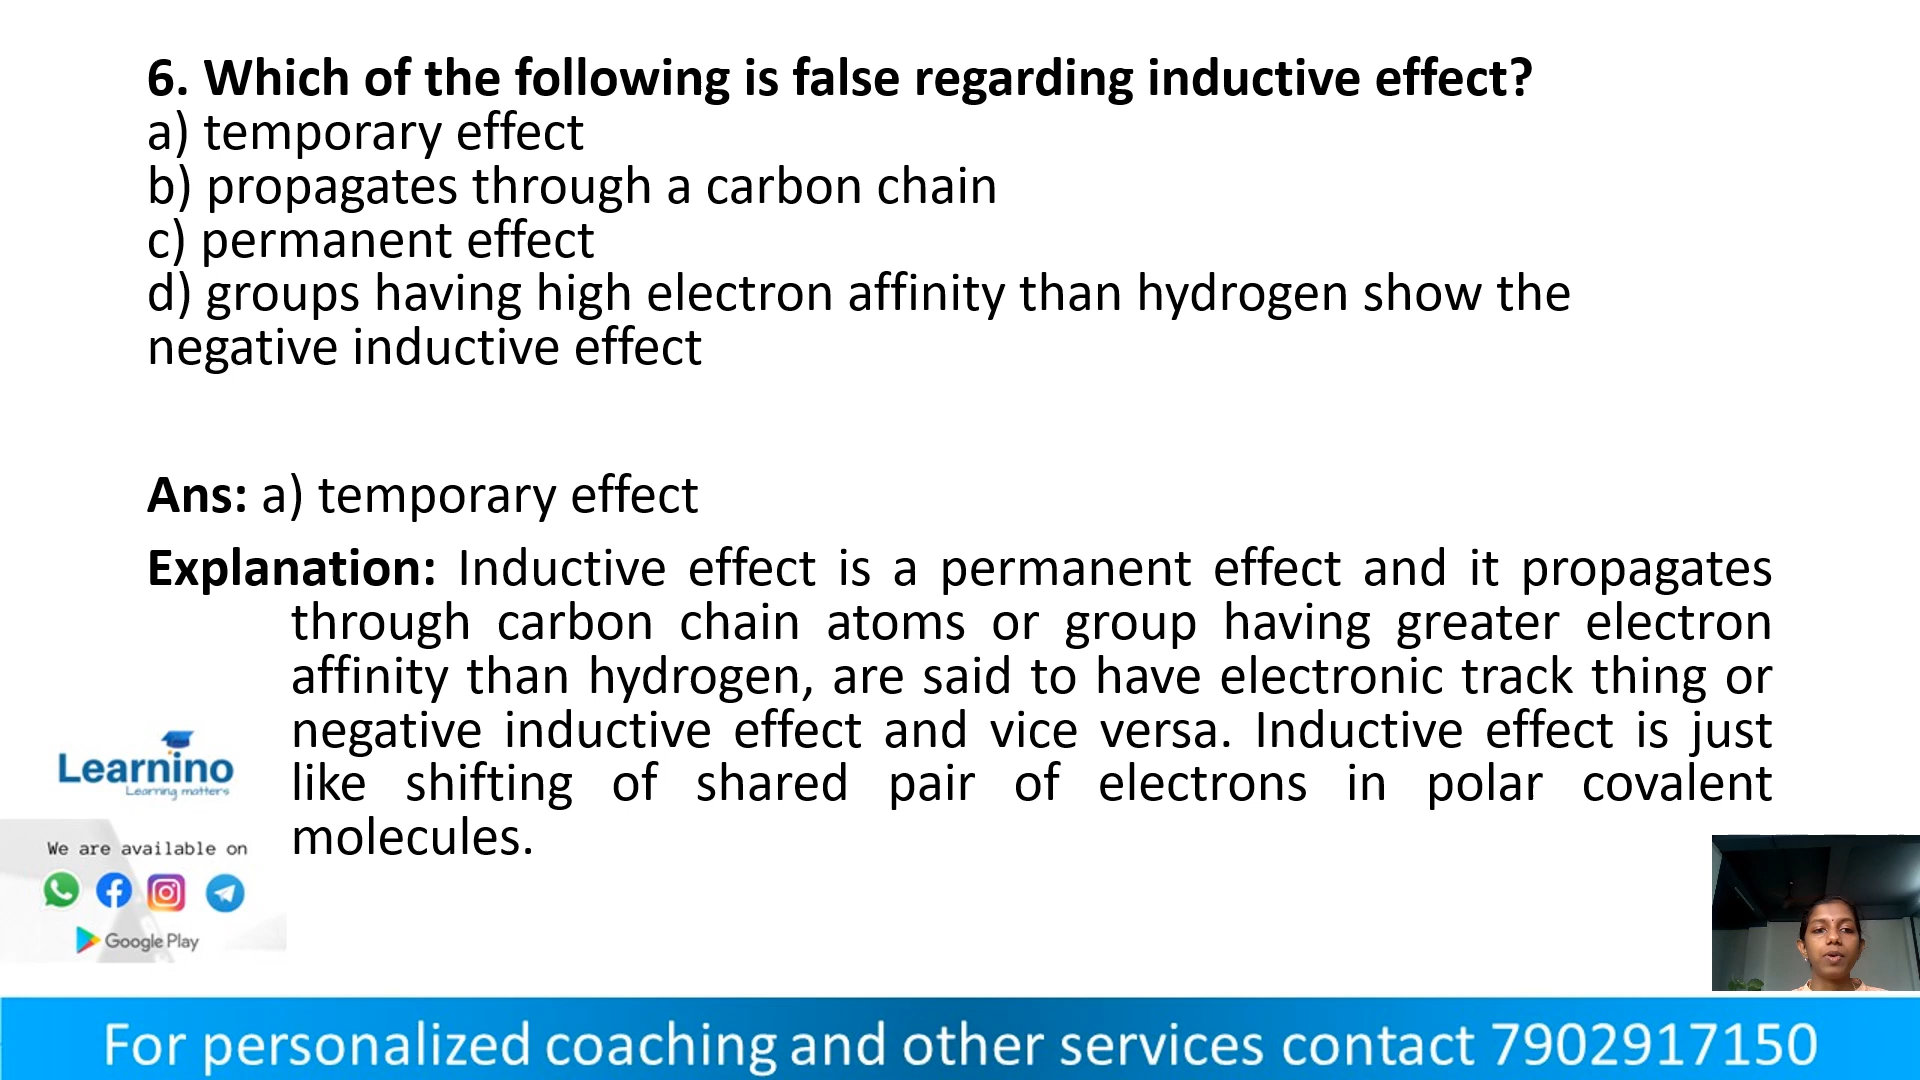 6. Which of the following is false regarding inductive effect?
a) temporary effect
b) propagates through a carbon chain
c) permanent effect
d) groups having high electron affinity than hydrogen show the
negative inductive effect
Ans: a) temporary effect
Explanation: Inductive effect is a permanent effect and it propagates
through carbon chain atoms or group having greater electron
affinity than hydrogen, are said to have electronic track thing or
negative inductive effect and vice versa. Inductive effect is just
like shifting of shared pair of electrons in polar covalent
molecules.
Learnino
Learning matters
We are available on
Google Play
For personalized coaching and other services contact 7902917150